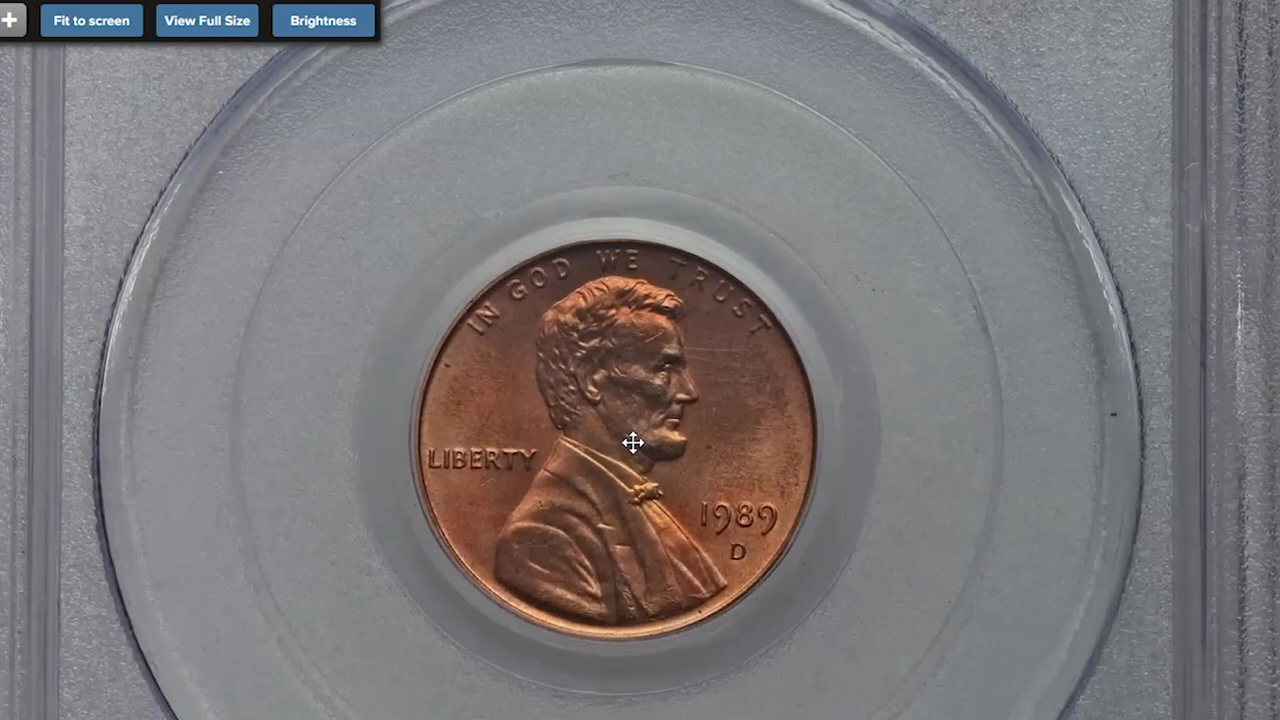 Fit to screen
View Full Size
Brightness
IN GOD WE TRUST
LIBERTY
1989
D